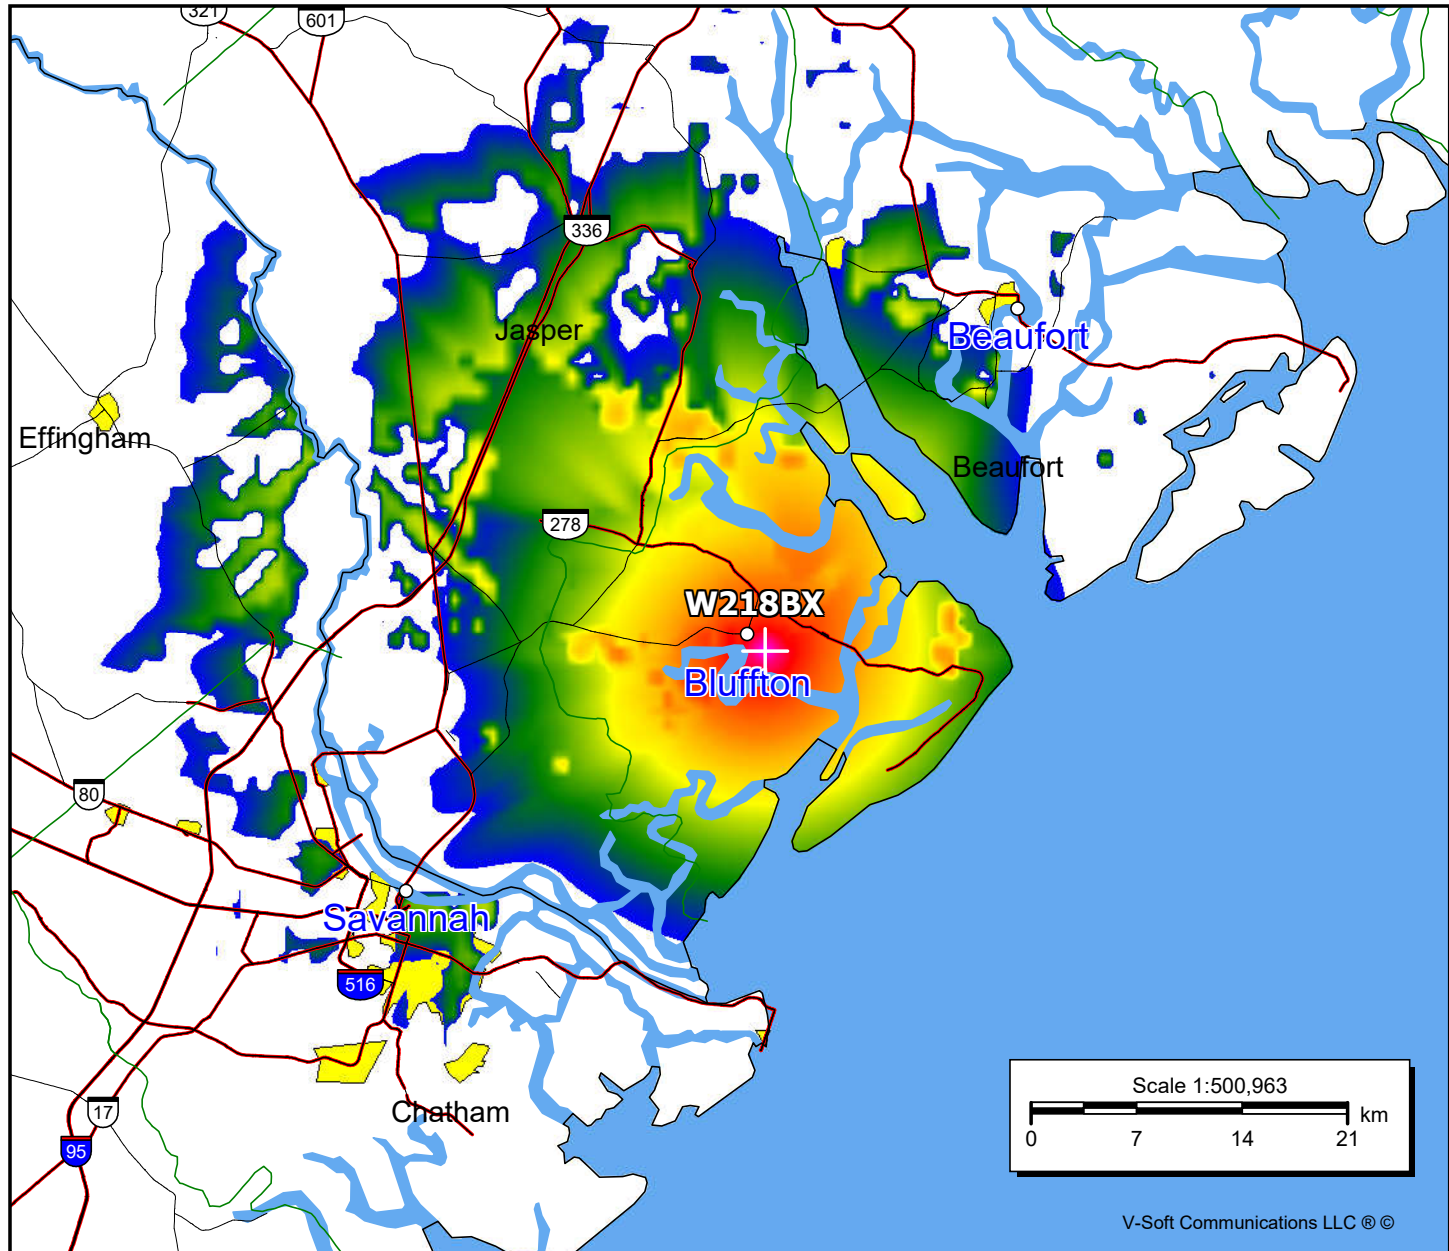 321
601
336
Jasper
Beaufort
Effingham
Beaufort
278
W218BX
Bluffton
80
Savannah
516
Chatham
17
95
Scale 1:500,963
km
0 7 14 21
V-Soft Communications LLC ® ©